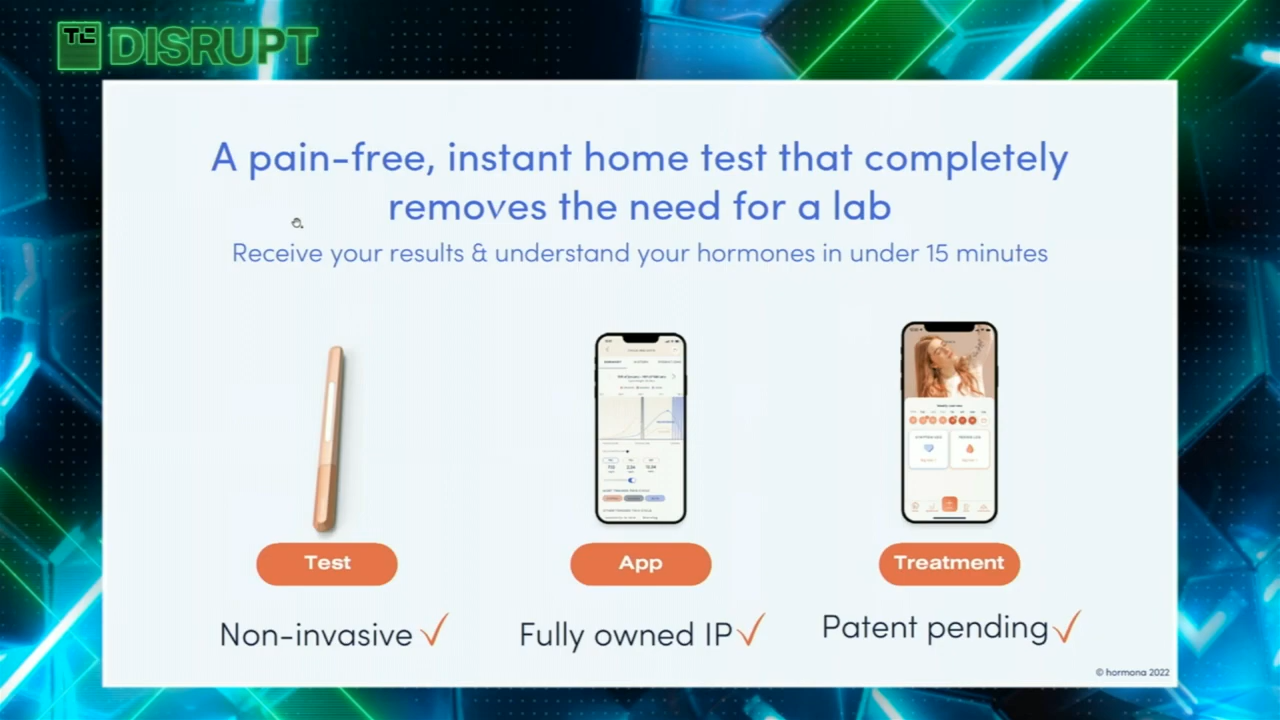 TC DISRUPT
A pain-free, instant home test that completely
removes the need for a lab
Receive your results & understand your hormones in under 15 minutes
Test
App
Treatment
Non-invasive
Fully owned IP
Patent pending
© hormona 2022